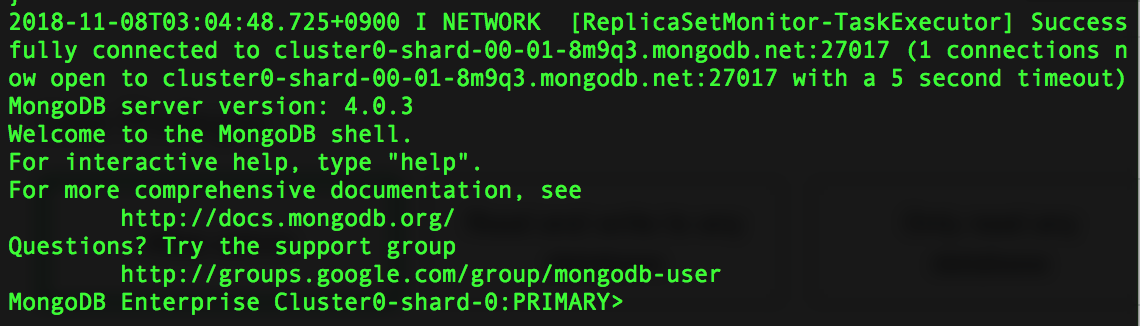 2018-11-08T03:04:48.725+0900 I NETWORK  [ReplicaSetMonitor-TaskExecutor] Success
fully connected to cluster0-shard-00-01-8m9q3.mongodb.net:27017 (1 connections n
ow open to cluster0-shard-00-01-8m9q3.mongodb.net:27017 with a 5 second timeout)
MongoDB server version: 4.0.3
Welcome to the MongoDB shell.
For interactive help, type "help".
For more comprehensive documentation, see
        http://docs.mongodb.org/
Questions? Try the support group
        http://groups.google.com/group/mongodb-user
MongoDB Enterprise Cluster0-shard-0:PRIMARY>